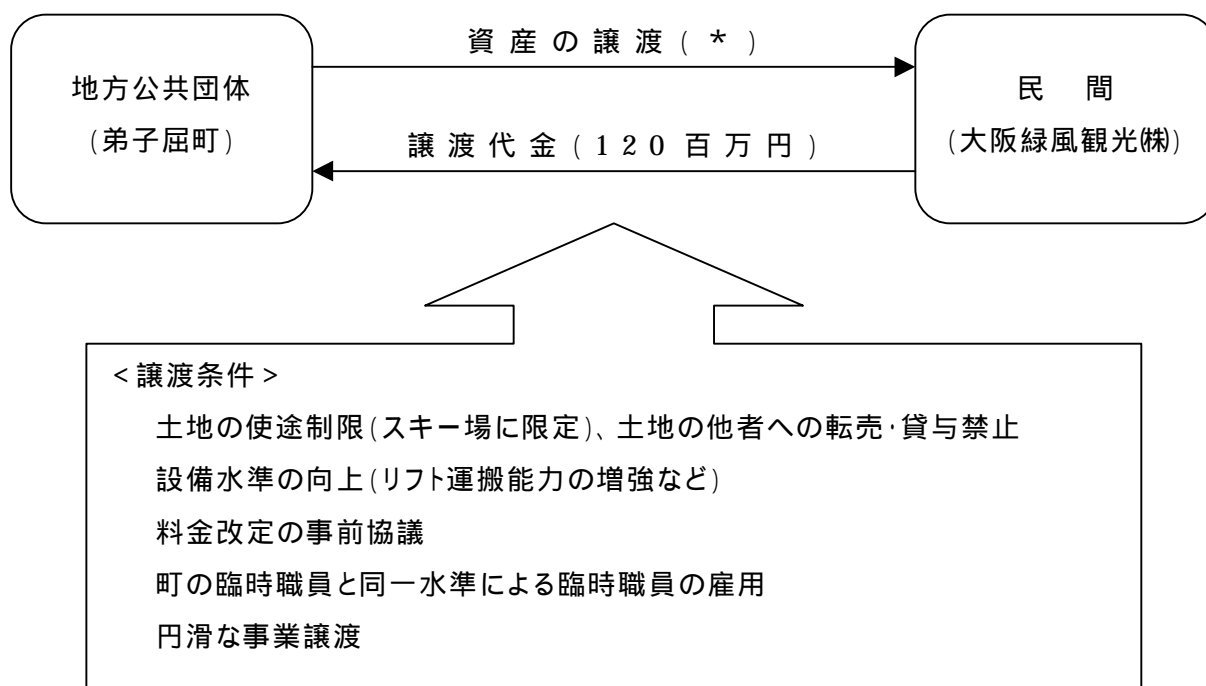 資産の譲渡(*)
地方公共団体
(弟子屈町)
民間
(大阪緑風観光㈱)
譲渡代金(120百万円)
<譲渡条件>
土地の使途制限(スキー場に限定)、土地の他者への転売・貸与禁止
設備水準の向上(リフト運搬能力の増強など)
料金改定の事前協議
町の臨時職員と同一水準による臨時職員の雇用
円滑な事業譲渡